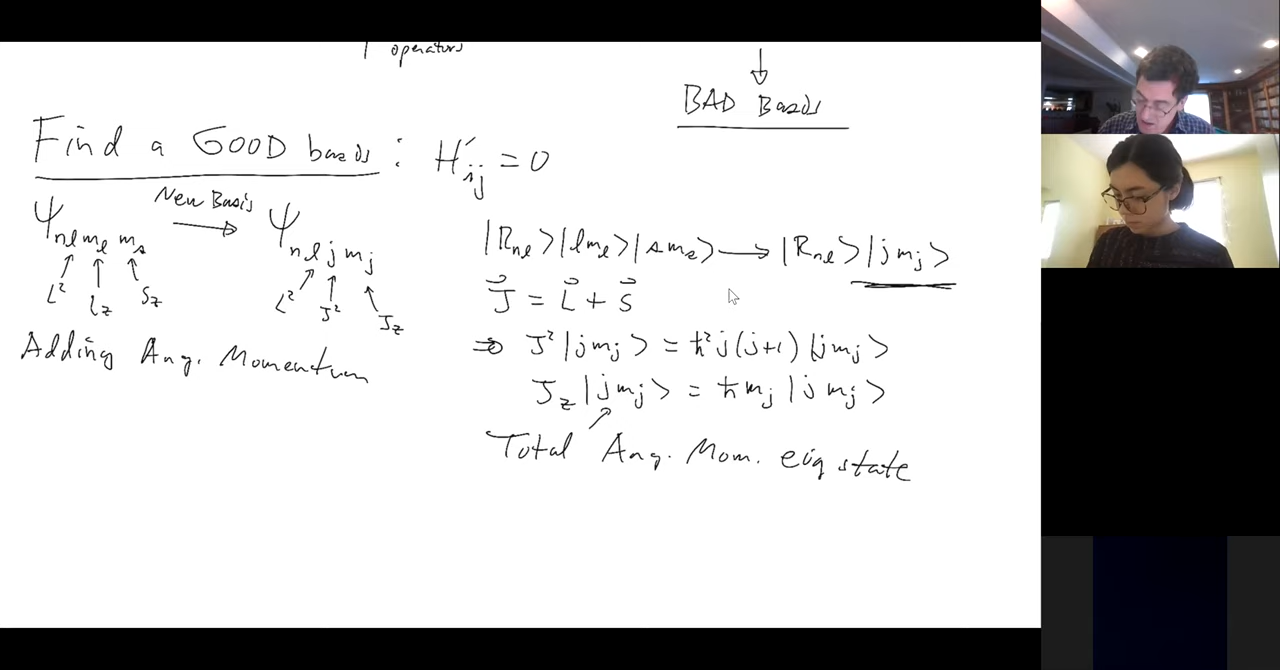 operators
BAD Basis
Find a GOOD basis : H'ij = 0
New Basis
Ψnlmlms → Ψnljmj
|Rnl>|lml>|sms> → |Rnl>|jmj>
L² Lz Sz L² J² Jz
J⃗ = L⃗ + S⃗
Adding Ang. Momentum
⇒ J²|jmj> = ħ²j(j+1)|jmj>
Jz|jmj> = ħmj|jmj>
Total Ang. Mom. eig state